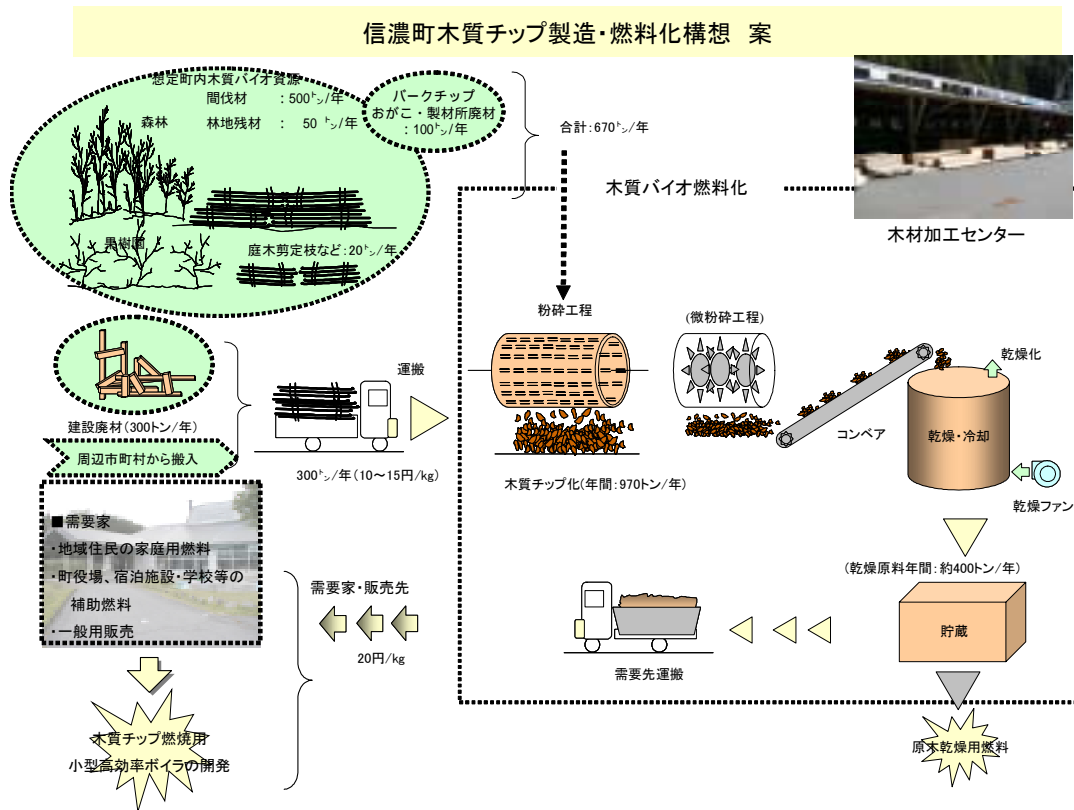 信濃町木質チップ製造・燃料化構想 案
想定町内木質バイオ資源
間伐材 :500㌧/年
森林 林地残材 : 50 ㌧/年
バークチップ
おがこ・製材所廃材
:100㌧/年
合計:670㌧/年
果樹園
庭木剪定枝など:20㌧/年
木質バイオ燃料化
木材加工センター
建設廃材(300トン/年)
周辺市町村から搬入
運搬
300㌧/年(10~15円/kg)
粉砕工程
(微粉砕工程)
木質チップ化(年間:970トン/年)
コンベア
乾燥化
乾燥・冷却
乾燥ファン
(乾燥原料年間:約400トン/年)
貯蔵
原木乾燥用燃料
需要先運搬
需要家・販売先
20円/kg
■需要家
・地域住民の家庭用燃料
・町役場、宿泊施設・学校等の
補助燃料
・一般用販売
木質チップ燃焼用
小型高効率ボイラの開発